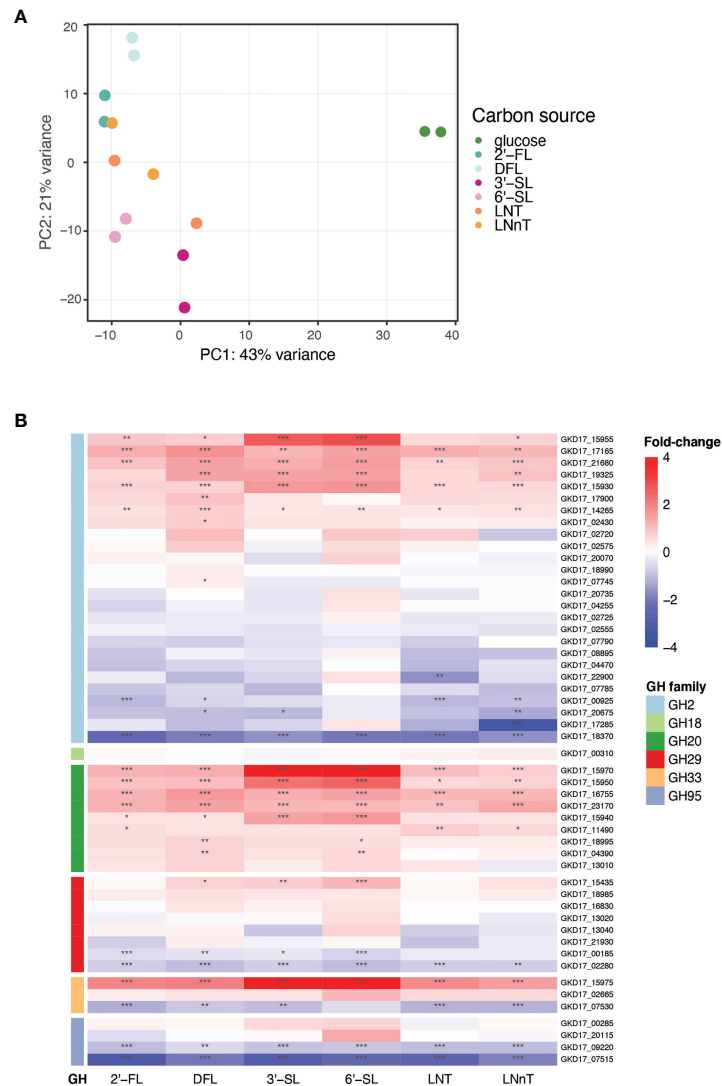 A
20
10
0
−10
−20
PC2: 21% variance
−10 0 10 20 30 40
PC1: 43% variance
Carbon source
glucose
2'−FL
DFL
3'−SL
6'−SL
LNT
LNnT
B
** * *** *** * GKD17_15955
*** *** ** *** *** ** GKD17_17165
*** *** *** *** ** *** GKD17_21680
*** *** *** ** GKD17_19325
*** *** *** *** *** *** GKD17_15930
** GKD17_17900
** *** * ** * ** GKD17_14265
* GKD17_02430
GKD17_02720
GKD17_02575
GKD17_20070
GKD17_18990
* GKD17_07745
GKD17_20735
GKD17_04255
GKD17_02725
GKD17_02555
GKD17_07790
GKD17_08895
GKD17_04470
** GKD17_22900
GKD17_07785
*** * *** ** GKD17_00925
* * ** GKD17_20675
*** GKD17_17285
*** *** *** *** *** *** GKD17_18370
GKD17_00310
*** *** *** *** *** *** GKD17_15970
*** *** *** *** * ** GKD17_15950
*** *** *** *** *** *** GKD17_16755
*** *** *** *** ** *** GKD17_23170
* * *** *** GKD17_15940
* ** * GKD17_11490
** * GKD17_18995
** ** GKD17_04390
GKD17_13010
* ** *** GKD17_15435
GKD17_18985
GKD17_16830
GKD17_13020
GKD17_13040
GKD17_21930
*** ** * *** GKD17_00185
*** *** *** *** *** ** GKD17_02280
*** *** *** *** *** *** GKD17_15975
GKD17_02665
*** ** ** *** *** GKD17_07530
GKD17_00285
GKD17_20115
*** ** *** *** *** *** GKD17_09220
*** *** *** *** *** *** GKD17_07515
GH 2'−FL DFL 3'−SL 6'−SL LNT LNnT
Fold−change
4
2
0
−2
−4
GH family
GH2
GH18
GH20
GH29
GH33
GH95